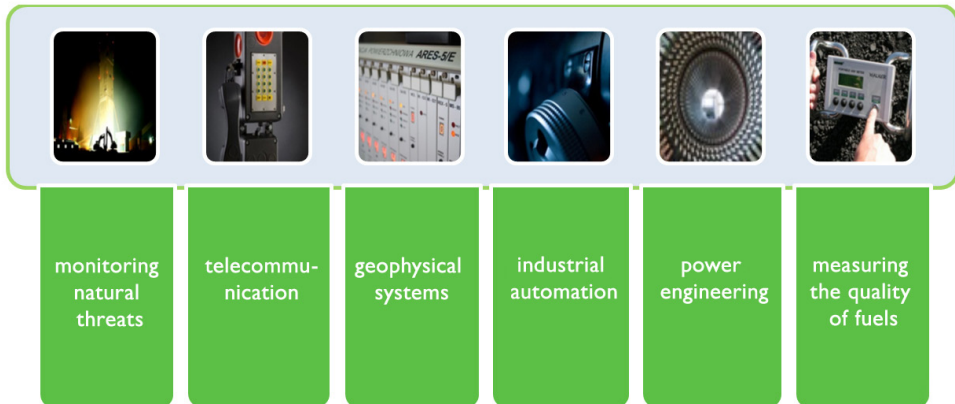 ARES-5/E
monitoring
natural
threats
telecommu-
nication
geophysical
systems
industrial
automation
power
engineering
measuring
the quality
of fuels